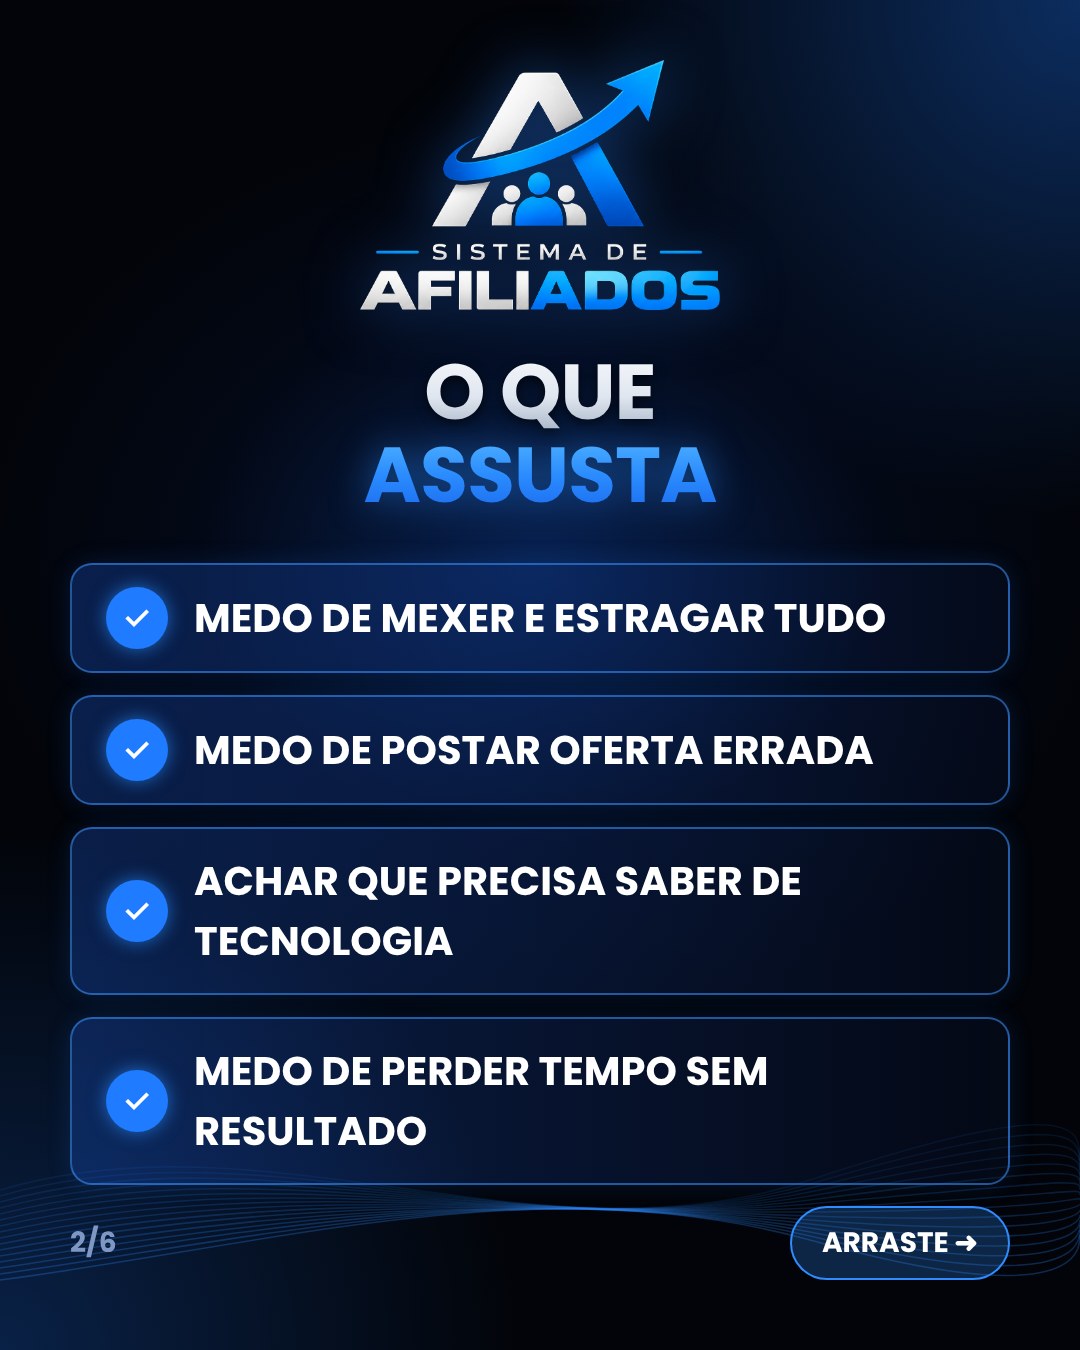 SISTEMA DE
AFILIADOS
O QUE
ASSUSTA
MEDO DE MEXER E ESTRAGAR TUDO
MEDO DE POSTAR OFERTA ERRADA
ACHAR QUE PRECISA SABER DE
TECNOLOGIA
MEDO DE PERDER TEMPO SEM
RESULTADO
2/6
ARRASTE →